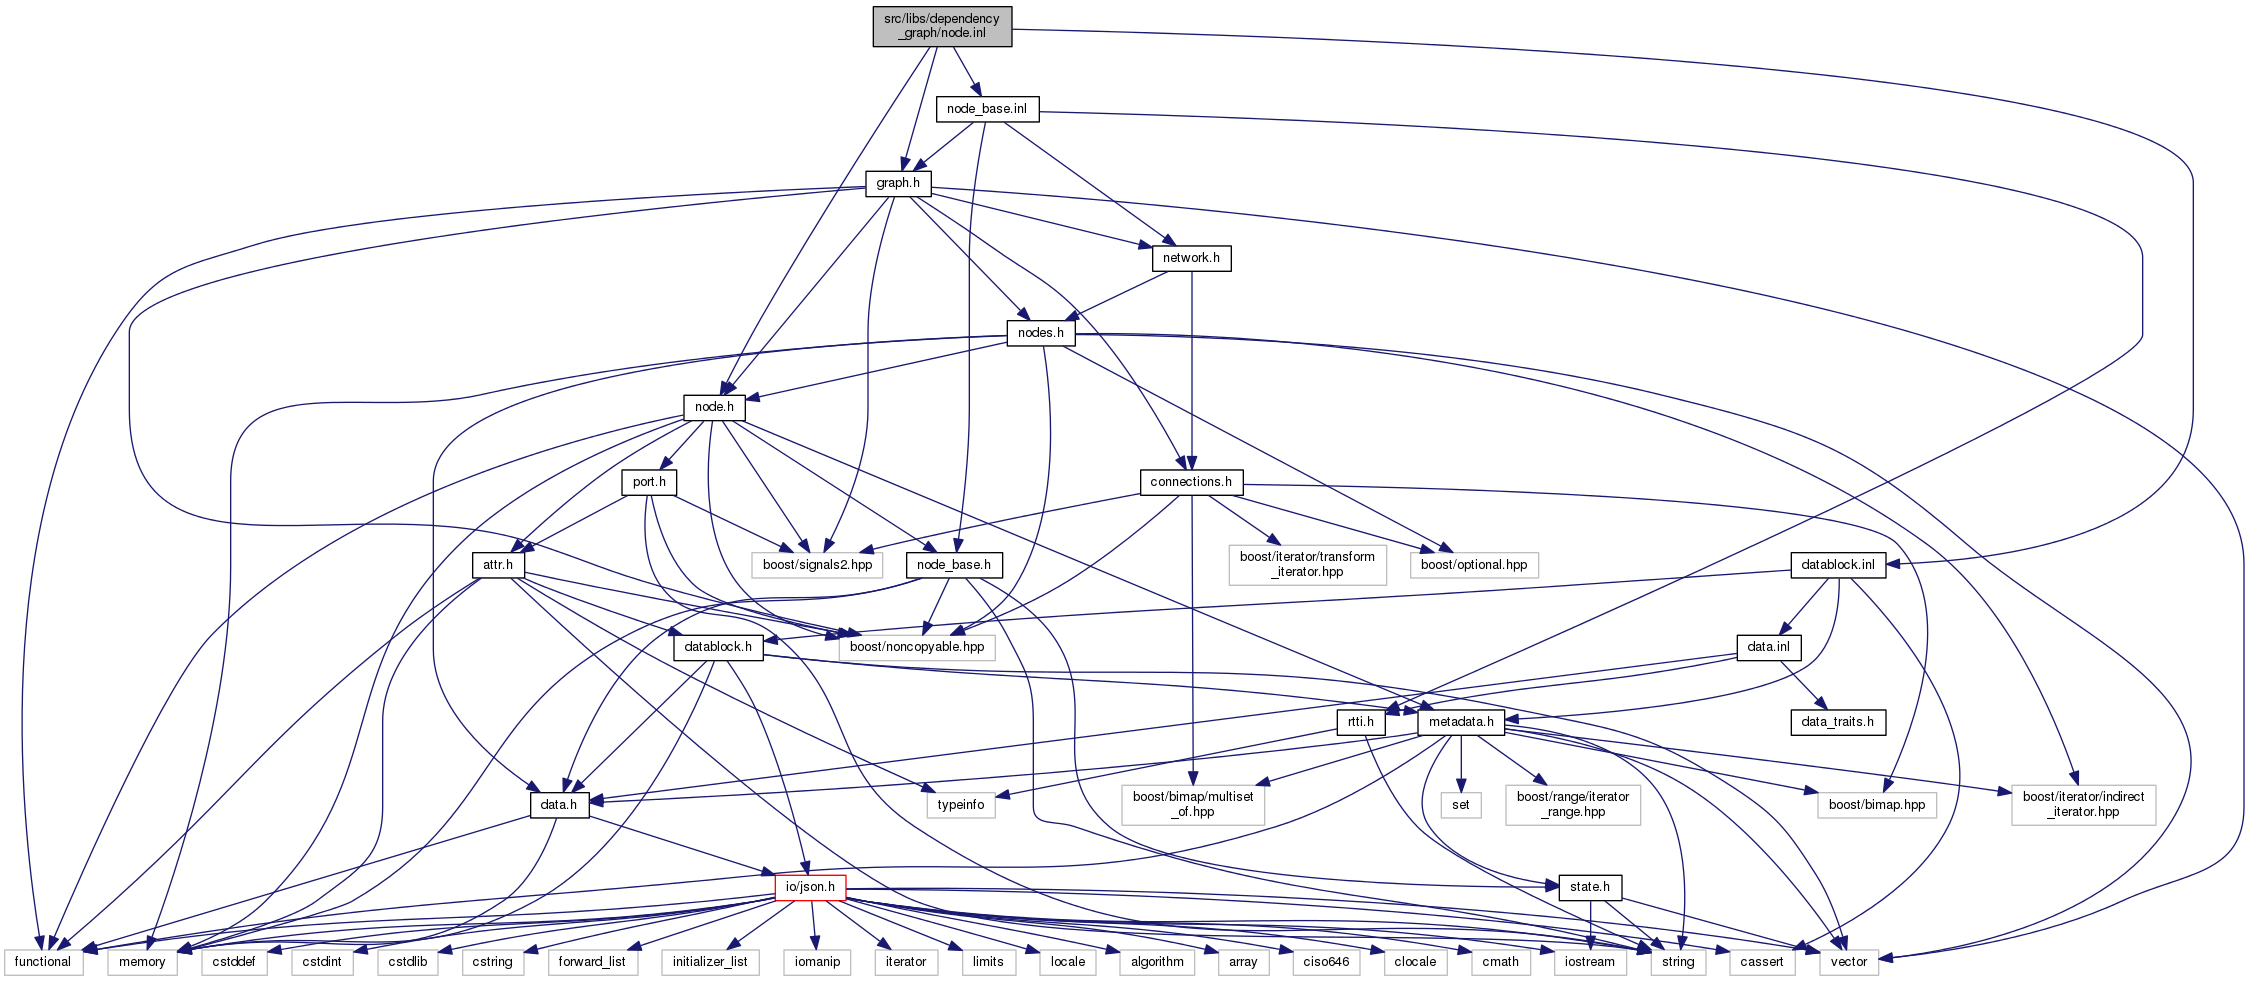 src/libs/dependency
_graph/node.inl
node_base.inl
graph.h
network.h
nodes.h
node.h
port.h
connections.h
attr.h
boost/signals2.hpp
node_base.h
boost/iterator/transform
_iterator.hpp
boost/optional.hpp
datablock.inl
datablock.h
boost/noncopyable.hpp
data.inl
rtti.h
metadata.h
data_traits.h
data.h
typeinfo
boost/bimap/multiset
_of.hpp
set
boost/range/iterator
_range.hpp
boost/bimap.hpp
boost/iterator/indirect
_iterator.hpp
io/json.h
state.h
functional
memory
cstddef
cstdint
cstdlib
cstring
forward_list
initializer_list
iomanip
iterator
limits
locale
algorithm
array
ciso646
clocale
cmath
iostream
string
cassert
vector